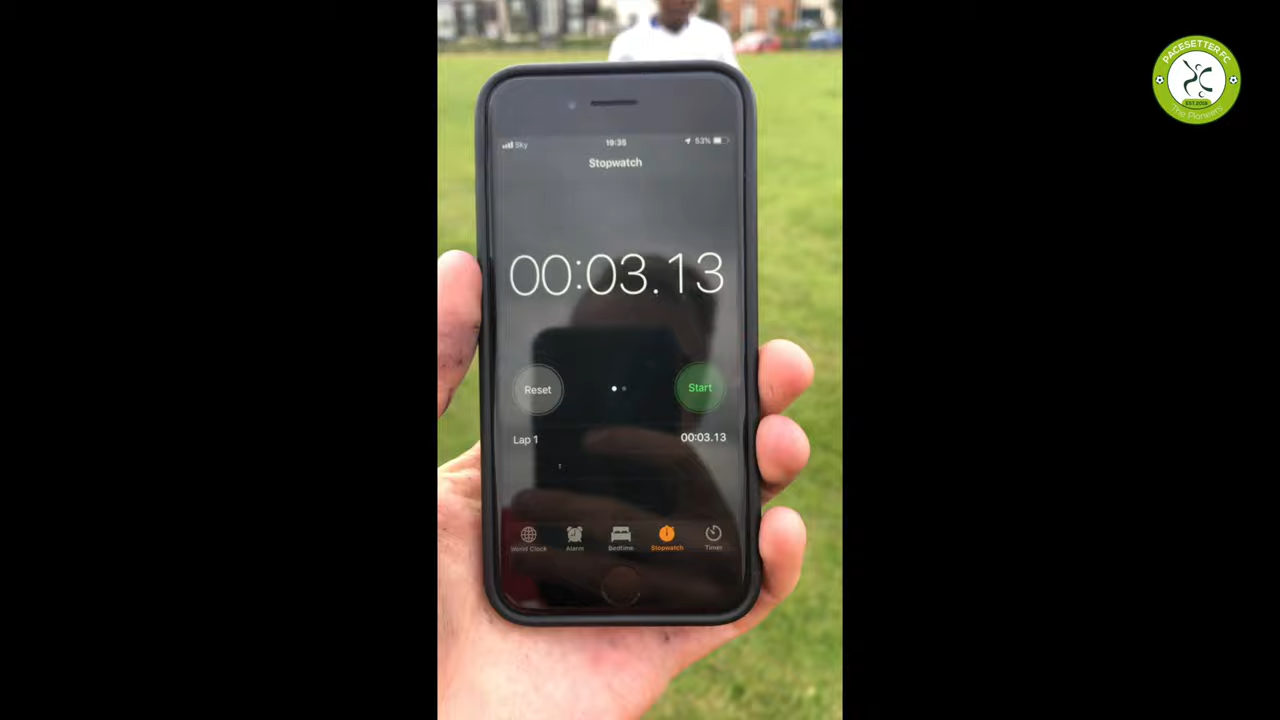 Sky
19:35
53%
Stopwatch
00:03.13
Reset
Start
Lap 1
00:03.13
World Clock
Alarm
Bedtime
Stopwatch
Timer
PACESETTER FC
EST.2018
"The Pioneers"